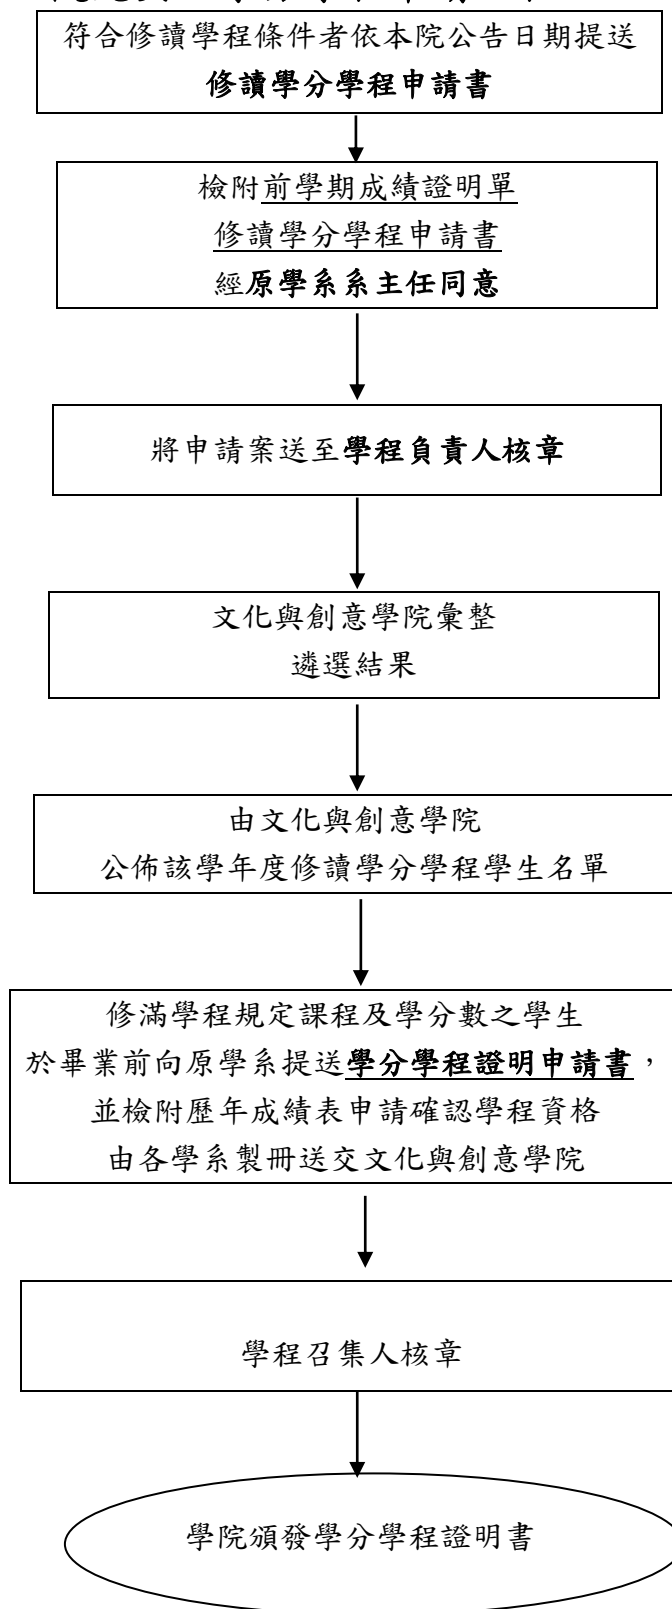 符合修讀學程條件者依本院公告日期提送
修讀學分學程申請書
檢附前學期成績證明單
修讀學分學程申請書
經原學系系主任同意
將申請案送至學程負責人核章
文化與創意學院彙整
遴選結果
由文化與創意學院
公佈該學年度修讀學分學程學生名單
修滿學程規定課程及學分數之學生
於畢業前向原學系提送學分學程證明申請書，
並檢附歷年成績表申請確認學程資格
由各學系製冊送交文化與創意學院
學程召集人核章
學院頒發學分學程證明書